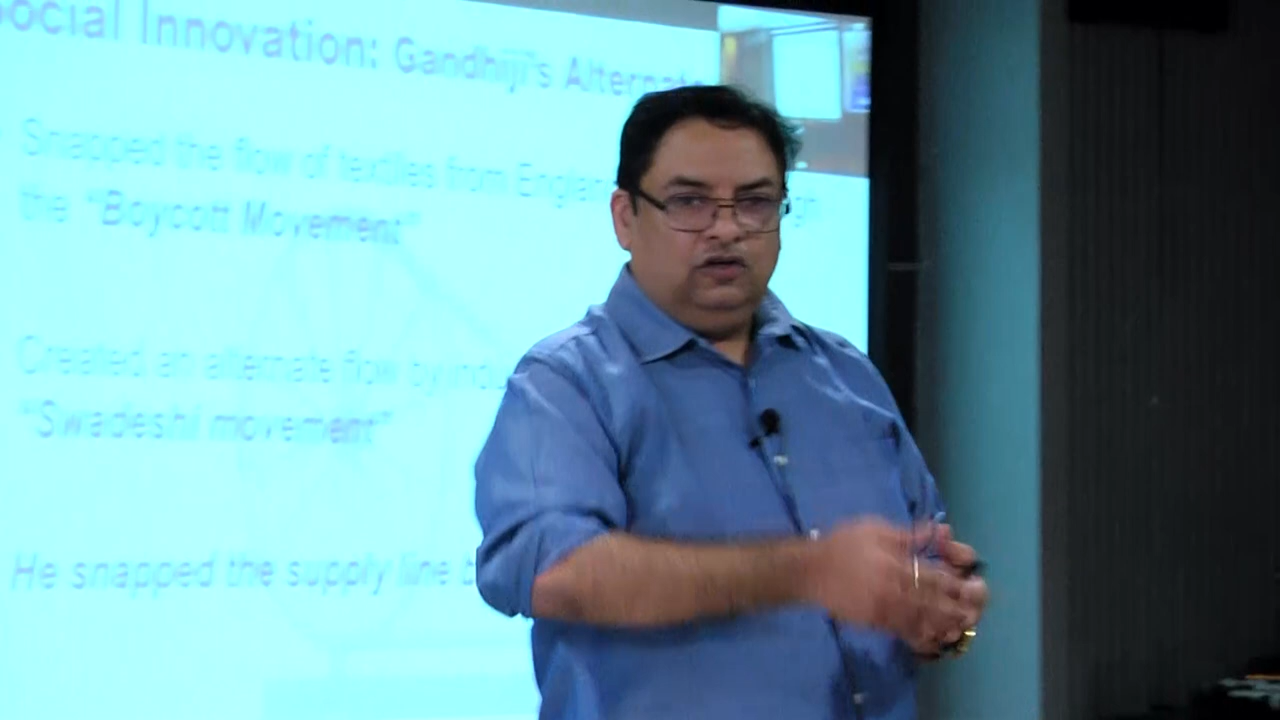 Social Innovation: Gandhiji's
Snapped the flow of textiles from
the "Boycott Movement"
Created an alternate flow by
"Swadeshi movement"
He snapped the supply line